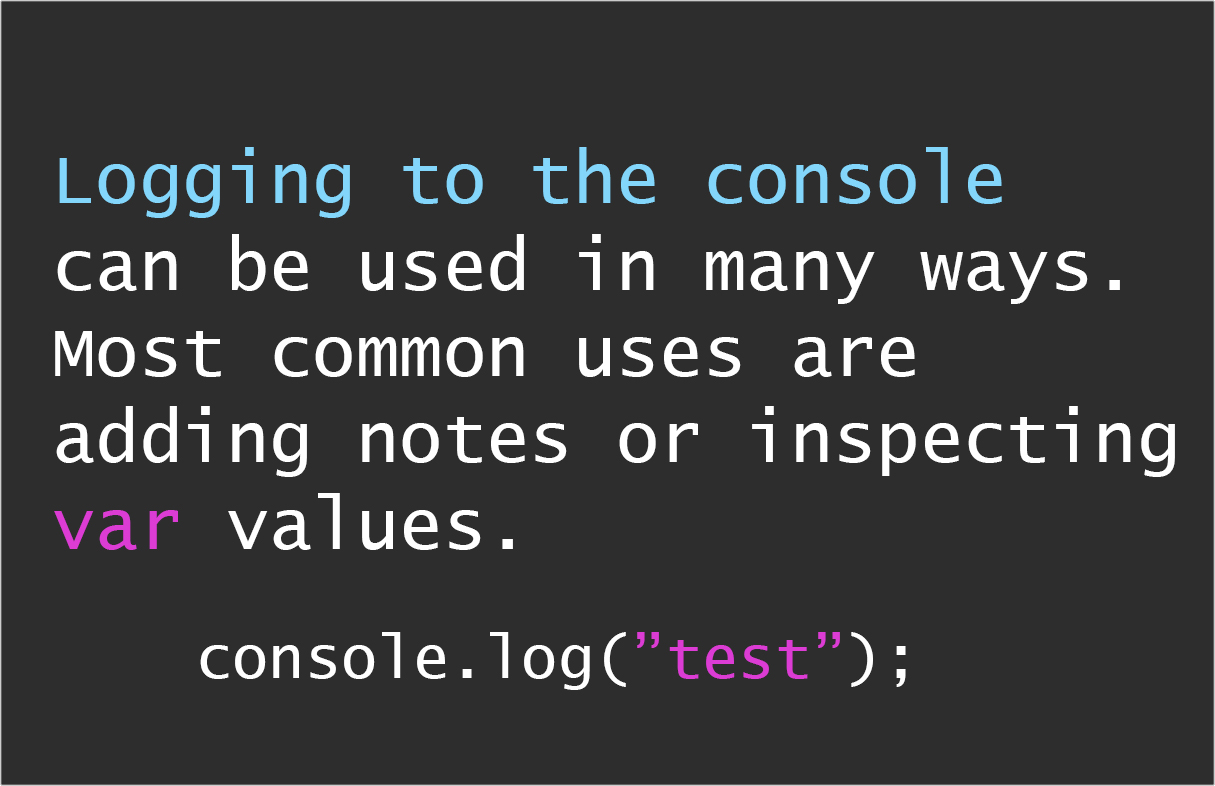 Logging to the console
can be used in many ways.
Most common uses are
adding notes or inspecting
var values.
console.log(”test”);